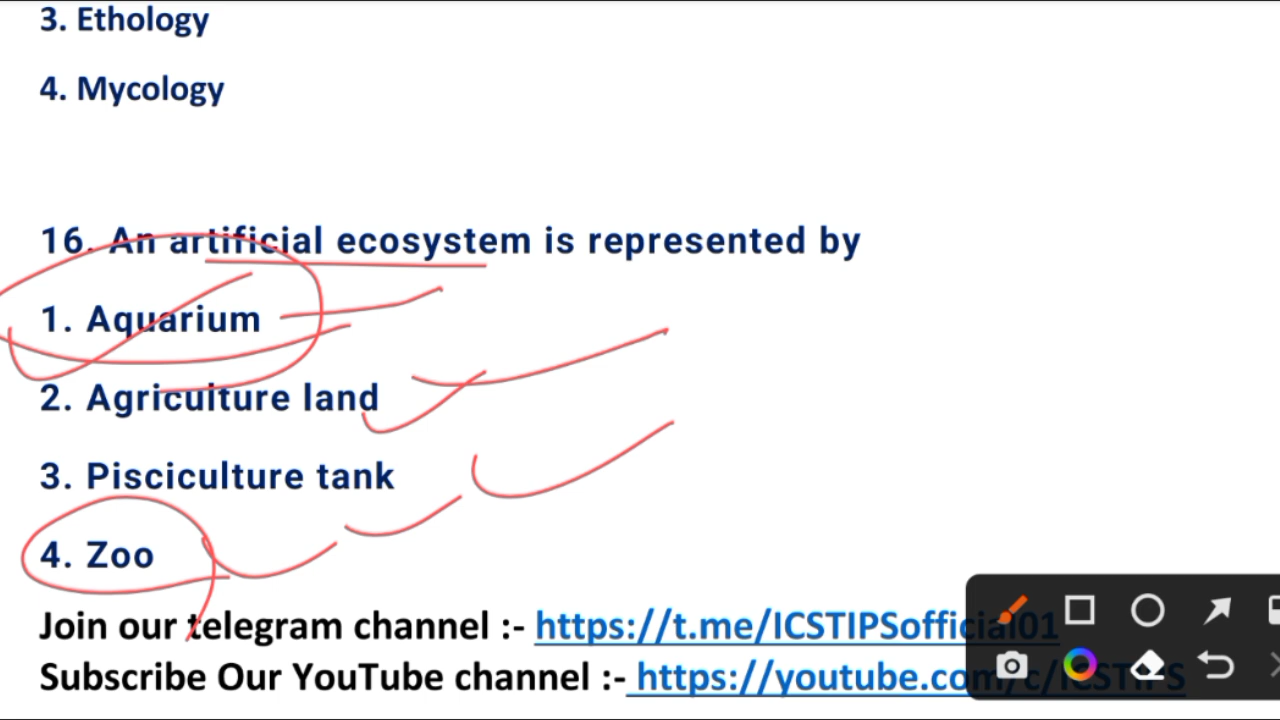 3. Ethology
4. Mycology
16. An artificial ecosystem is represented by
1. Aquarium
2. Agriculture land
3. Pisciculture tank
4. Zoo
Join our telegram channel :- https://t.me/ICSTIPSofficial01
Subscribe Our YouTube channel :- https://youtube.com/c/ICSTIPS